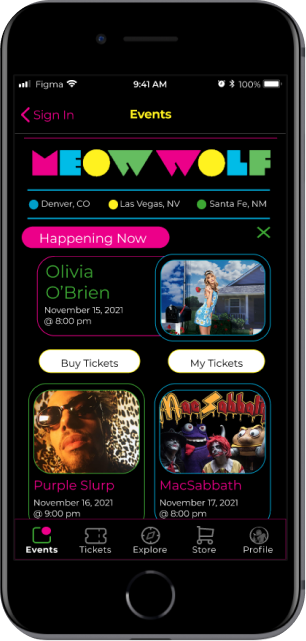 Figma 9:41 AM 100%
Sign In Events
MEOW WOLF
Denver, CO Las Vegas, NV Santa Fe, NM
Happening Now
Olivia
O'Brien
November 15, 2021
@ 8:00 pm
Buy Tickets My Tickets
MacSabbath
Purple Slurp MacSabbath
November 16, 2021 November 17, 2021
@ 9:00 pm @ 8:00 pm
Events Tickets Explore Store Profile